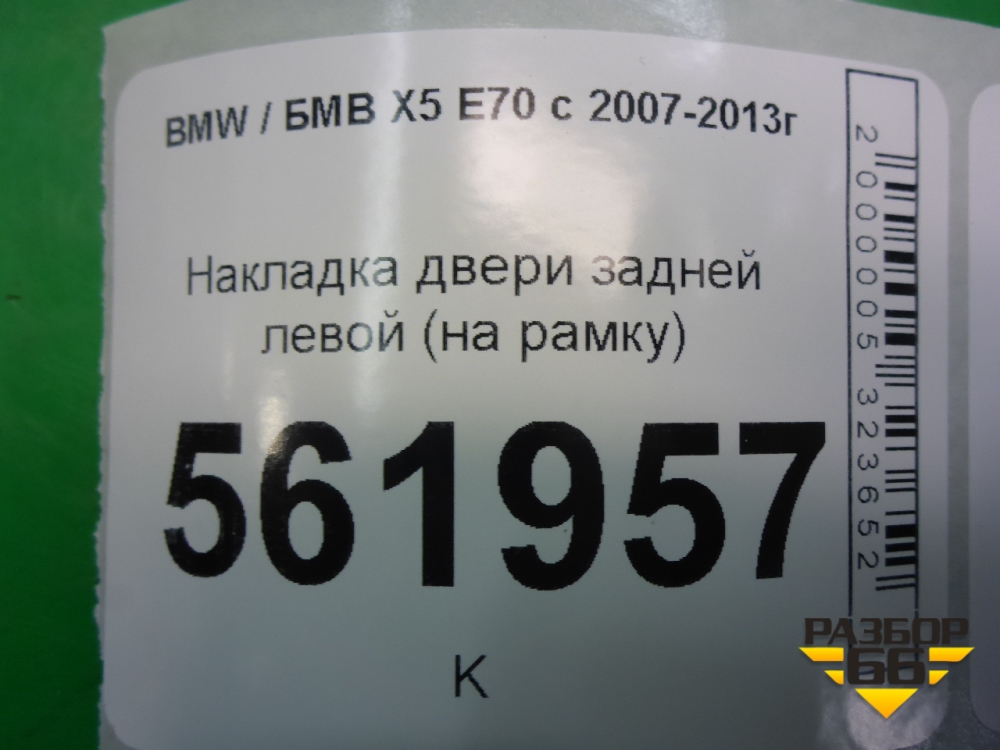 BMW / БМВ X5 E70 с 2007-2013г
Накладка двери задней
левой (на рамку)
561957
К
2000005323652
РАЗБОР
66